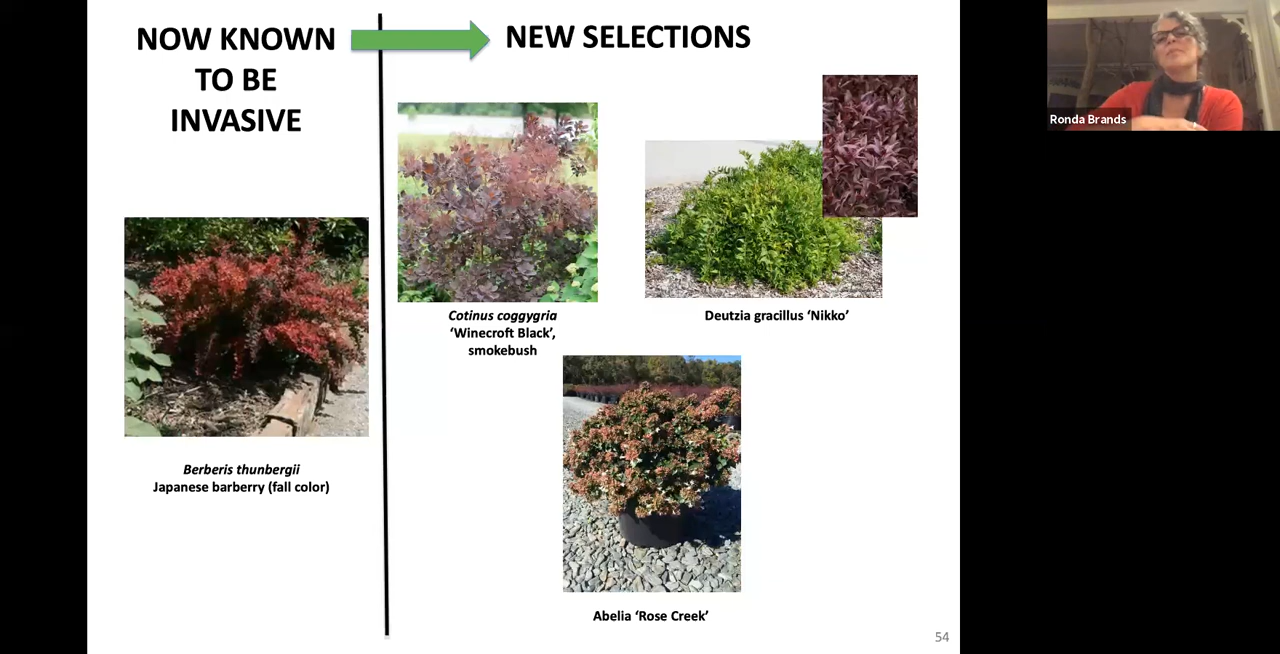 NOW KNOWN
TO BE
INVASIVE
NEW SELECTIONS
Ronda Brands
Cotinus coggygria
‘Winecroft Black’,
smokebush
Deutzia gracillus ‘Nikko’
Berberis thunbergii
Japanese barberry (fall color)
Abelia ‘Rose Creek’
54